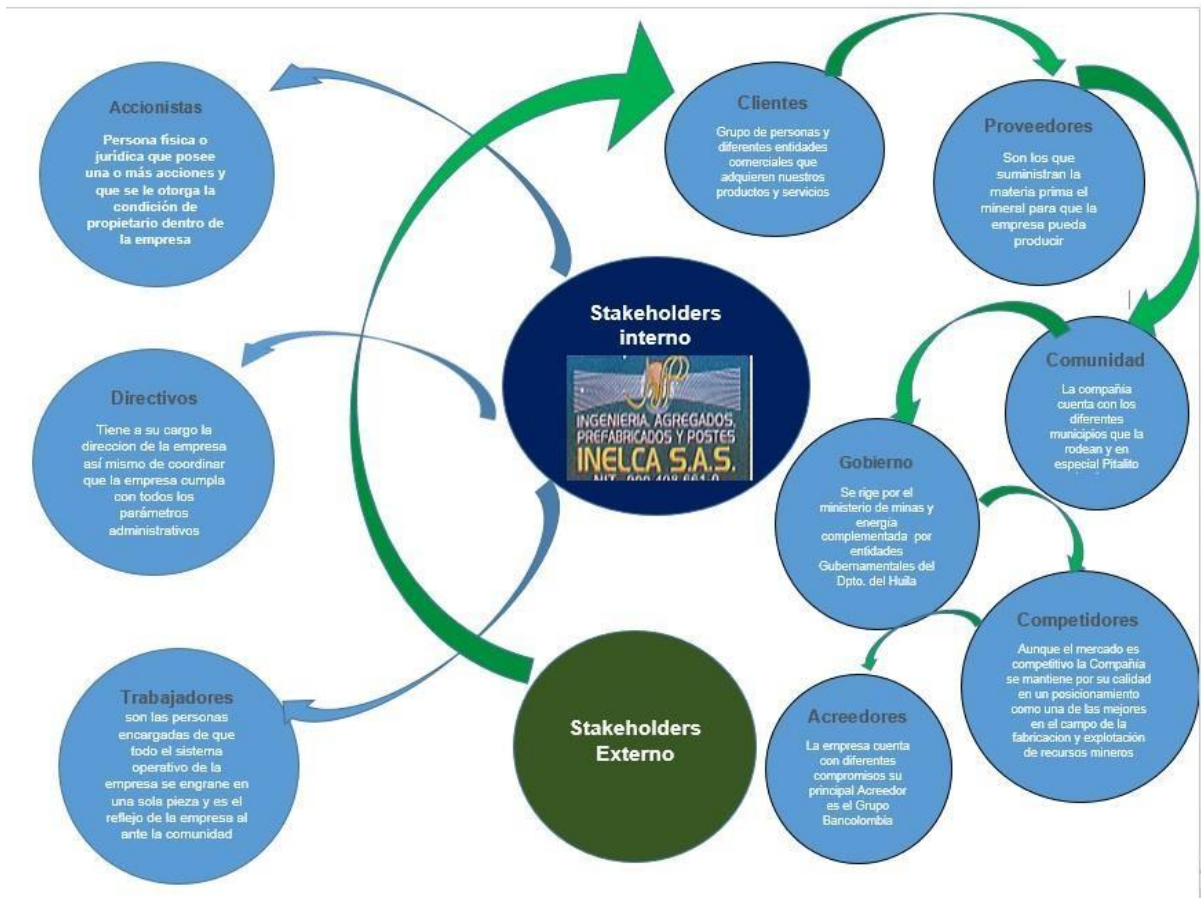 Accionistas
Persona física o
jurídica que posee
una o más acciones y
que se le otorga la
condición de
propietario dentro de
la empresa
Directivos
Tiene a su cargo la
direccion de la empresa
así mismo de coordinar
que la empresa cumpla
con todos los
parámetros
administrativos
Trabajadores
son las personas
encargadas de que
todo el sistema
operativo de la
empresa se engrane en
una sola pieza y es el
reflejo de la empresa al
ante la comunidad
Stakeholders
interno
INGENIERIA, AGREGADOS,
PREFABRICADOS Y POSTES
INELCA S.A.S.
Stakeholders
Externo
Clientes
Grupo de personas y
diferentes entidades
comerciales que
adquieren nuestros
productos y servicios
Proveedores
Son los que
suministran la
materia prima el
mineral para que la
empresa pueda
producir
Comunidad
La compañía
cuenta con los
diferentes
municipios que la
rodean y en
especial Pitalito
Gobierno
Se rige por el
ministerio de minas y
energía
complementada por
entidades
Gubernamentales del
Dpto. del Huila
Competidores
Aunque el mercado es
competitivo la Compañía
se mantiene por su calidad
en un posicionamiento
como una de las mejores
en el campo de la
fabricacion y explotación
de recursos mineros
Acreedores
La empresa cuenta
con diferentes
compromisos su
principal Acreedor
es el Grupo
Bancolombia